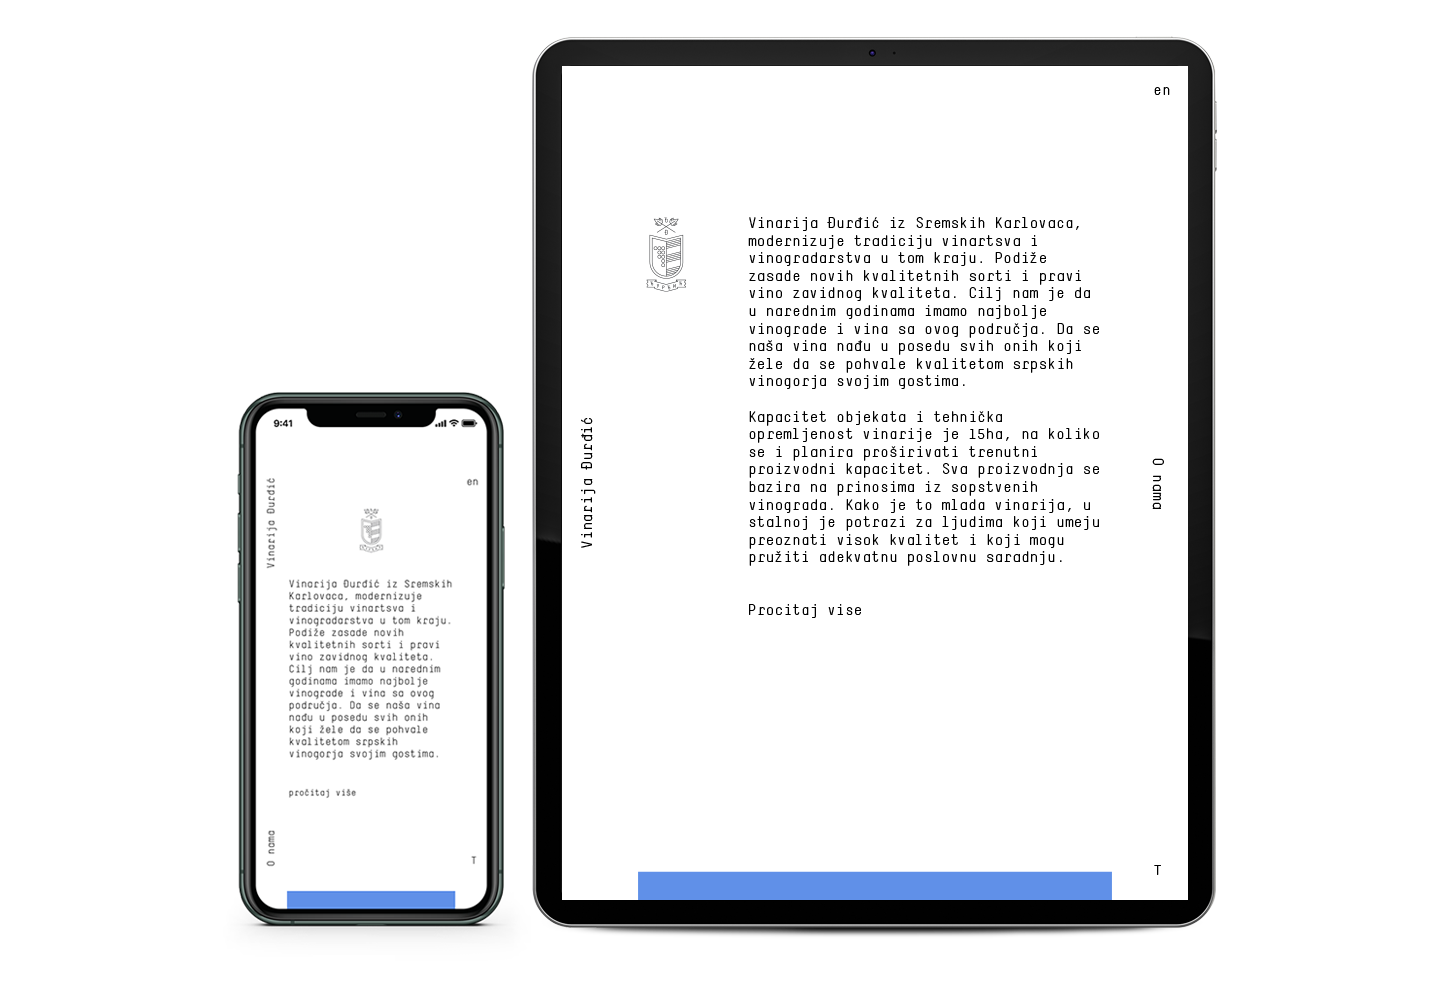 9:41
Vinarija Đurđić
en
Vinarija Đurđić iz Sremskih
Karlovaca, modernizuje
tradiciju vinartsva i
vinogradarstva u tom kraju.
Podiže zasade novih
kvalitetnih sorti i pravi
vino zavidnog kvaliteta.
Cilj nam je da u narednim
godinama imamo najbolje
vinograde i vina sa ovog
područja. Da se naša vina
nađu u posedu svih onih
koji žele da se pohvale
kvalitetom srpskih
vinogorja svojim gostima.
pročitaj više
O nama
T
en
Vinarija Đurđić
Vinarija Đurđić iz Sremskih Karlovaca,
modernizuje tradiciju vinartsva i
vinogradarstva u tom kraju. Podiže
zasade novih kvalitetnih sorti i pravi
vino zavidnog kvaliteta. Cilj nam je da
u narednim godinama imamo najbolje
vinograde i vina sa ovog područja. Da se
naša vina nađu u posedu svih onih koji
žele da se pohvale kvalitetom srpskih
vinogorja svojim gostima.
Kapacitet objekata i tehnička
opremljenost vinarije je 15ha, na koliko
se i planira proširivati trenutni
proizvodni kapacitet. Sva proizvodnja se
bazira na prinosima iz sopstvenih
vinograda. Kako je to mlada vinarija, u
stalnoj je potrazi za ljudima koji umeju
preoznati visok kvalitet i koji mogu
pružiti adekvatnu poslovnu saradnju.
Procitaj vise
O nama
T